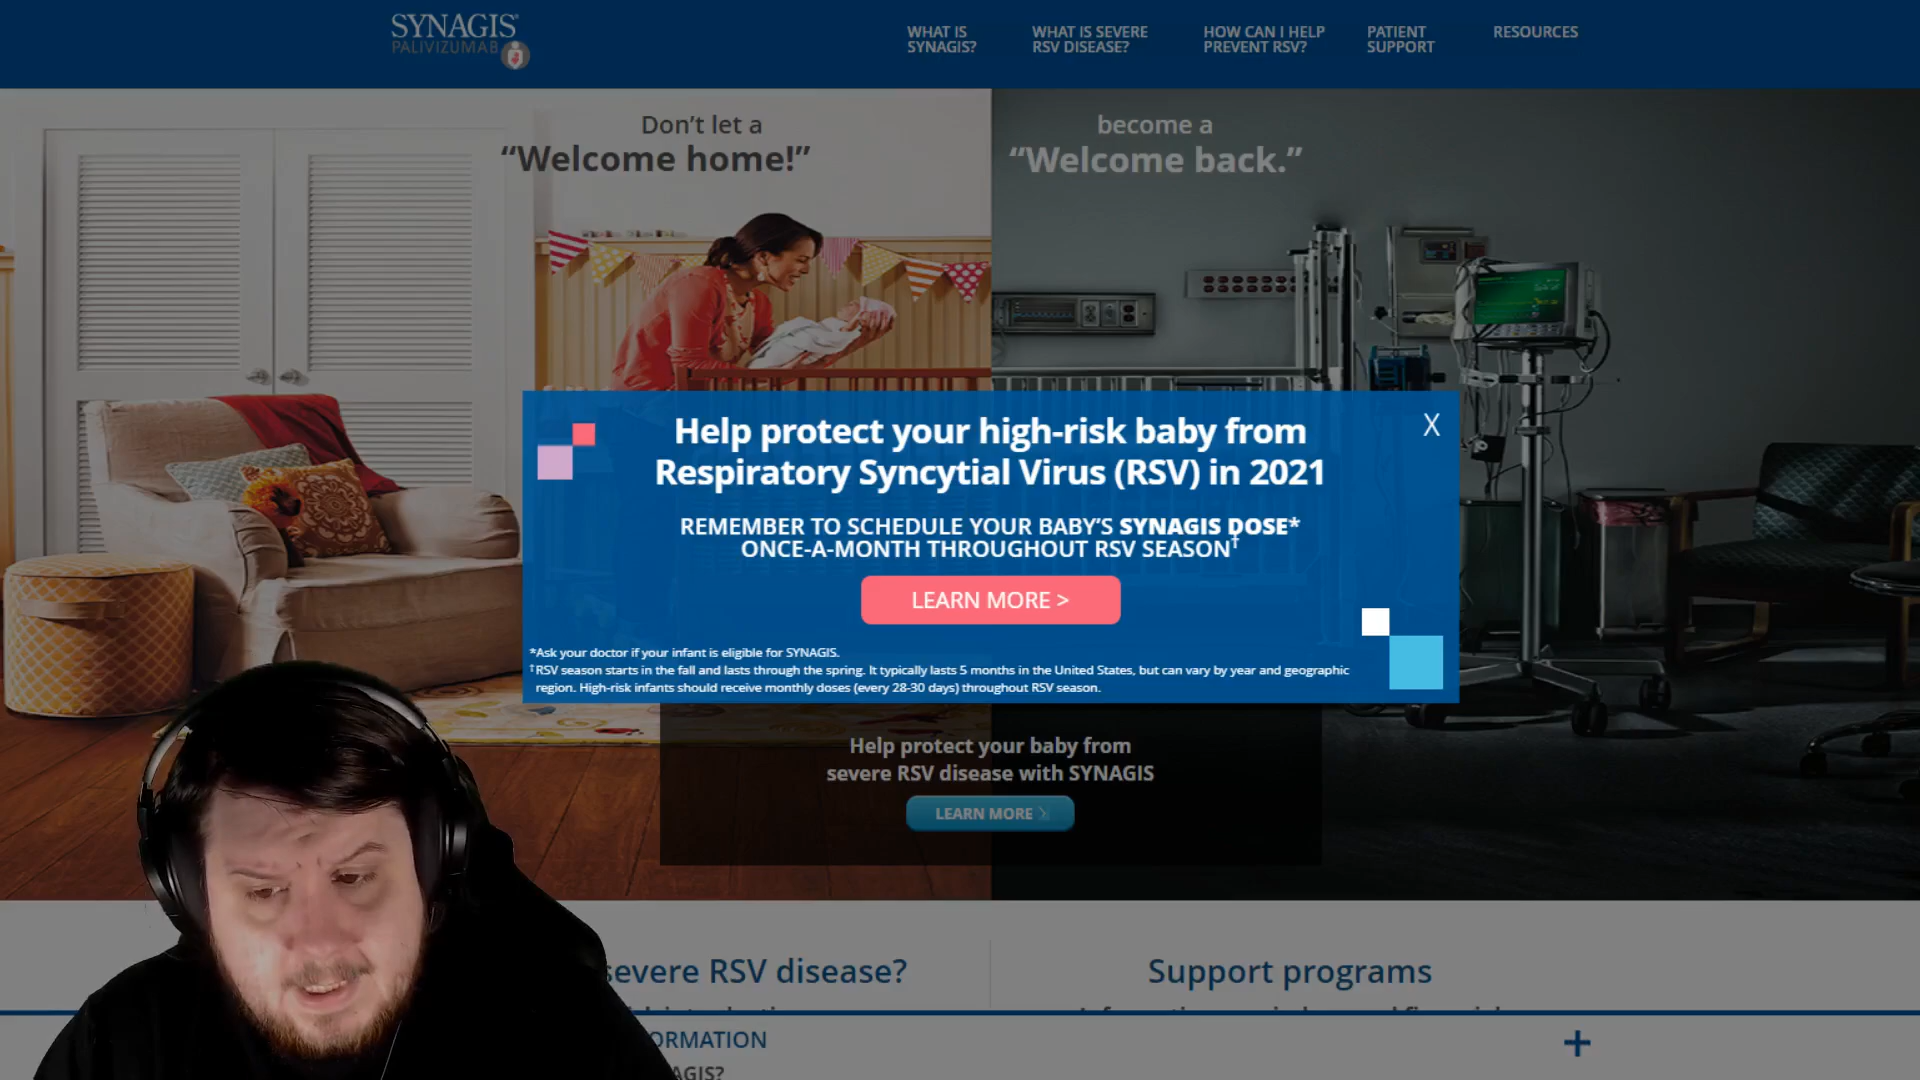 SYNAGIS®
PALIVIZUMAB
WHAT IS
SYNAGIS?
WHAT IS SEVERE
RSV DISEASE?
HOW CAN I HELP
PREVENT RSV?
PATIENT
SUPPORT
RESOURCES
Don’t let a
“Welcome home!”
become a
“Welcome back.”
X
Help protect your high-risk baby from
Respiratory Syncytial Virus (RSV) in 2021
REMEMBER TO SCHEDULE YOUR BABY’S SYNAGIS DOSE*
ONCE-A-MONTH THROUGHOUT RSV SEASON†
LEARN MORE >
*Ask your doctor if your infant is eligible for SYNAGIS.
†RSV season starts in the fall and lasts through the spring. It typically lasts 5 months in the United States, but can vary by year and geographic
region. High-risk infants should receive monthly doses (every 28-30 days) throughout RSV season.
Help protect your baby from
severe RSV disease with SYNAGIS
LEARN MORE >
severe RSV disease?
Support programs
ORMATION
+
AGIS?